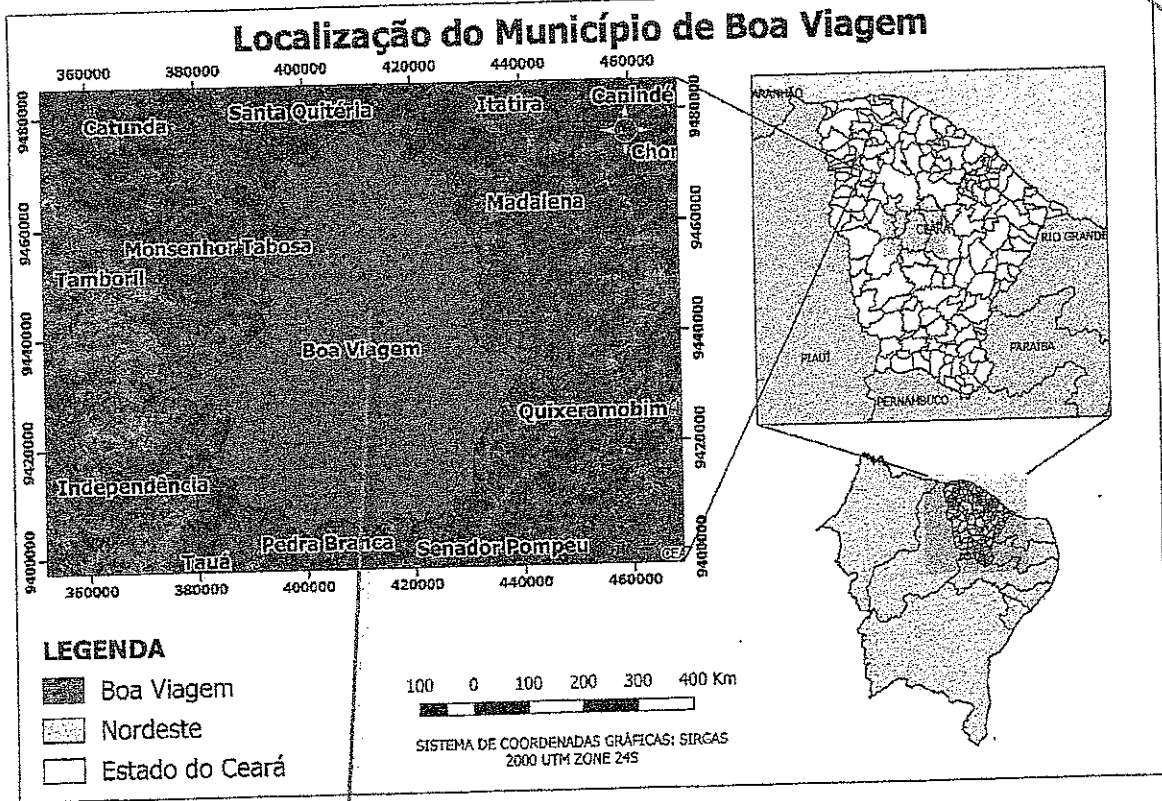 Localização do Município de Boa Viagem
360000 380000 400000 420000 440000 460000
9480000 9460000 9440000 9420000 9400000
Catunda
Santa Quitéria
Itatira
Canindé
Chor
Madalena
Monsenhor Tabosa
Tamboril
Boa Viagem
Quixeramobim
Independência
Tauá
Pedra Branca
Senador Pompeu
CE
9480000 9460000 9440000 9420000 9400000
360000 380000 400000 420000 440000 460000
ARANHÃO
CEARÁ
RIO GRANDE
PIAUÍ
PARAÍBA
PERNAMBUCO
LEGENDA
Boa Viagem
Nordeste
Estado do Ceará
100 0 100 200 300 400 Km
SISTEMA DE COORDENADAS GRÁFICAS: SIRGAS
2000 UTM ZONE 24S